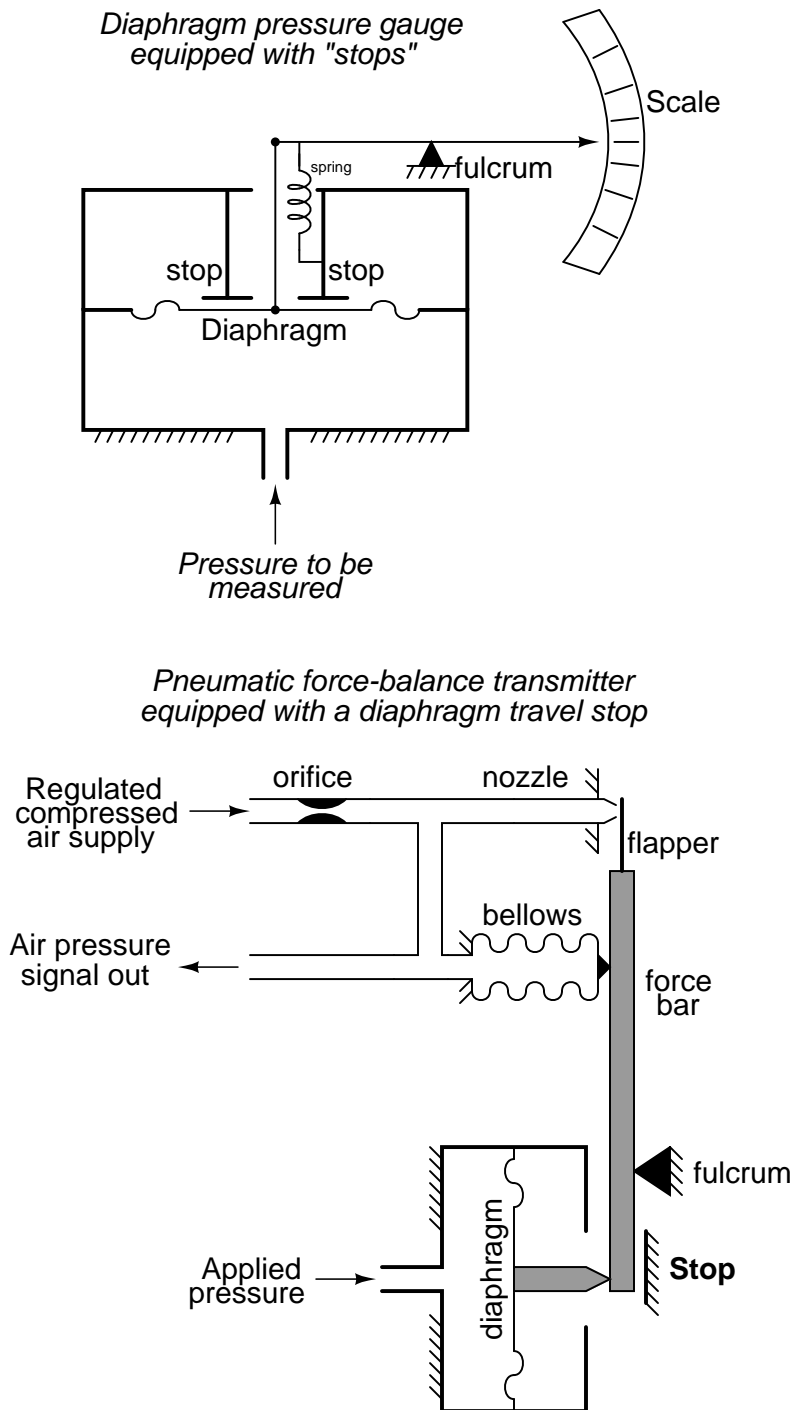 Diaphragm pressure gauge
equipped with "stops"
Scale
spring
fulcrum
stop
stop
Diaphragm
Pressure to be
measured
Pneumatic force-balance transmitter
equipped with a diaphragm travel stop
orifice
nozzle
Regulated
compressed
air supply
flapper
bellows
Air pressure
signal out
force
bar
fulcrum
diaphragm
Stop
Applied
pressure